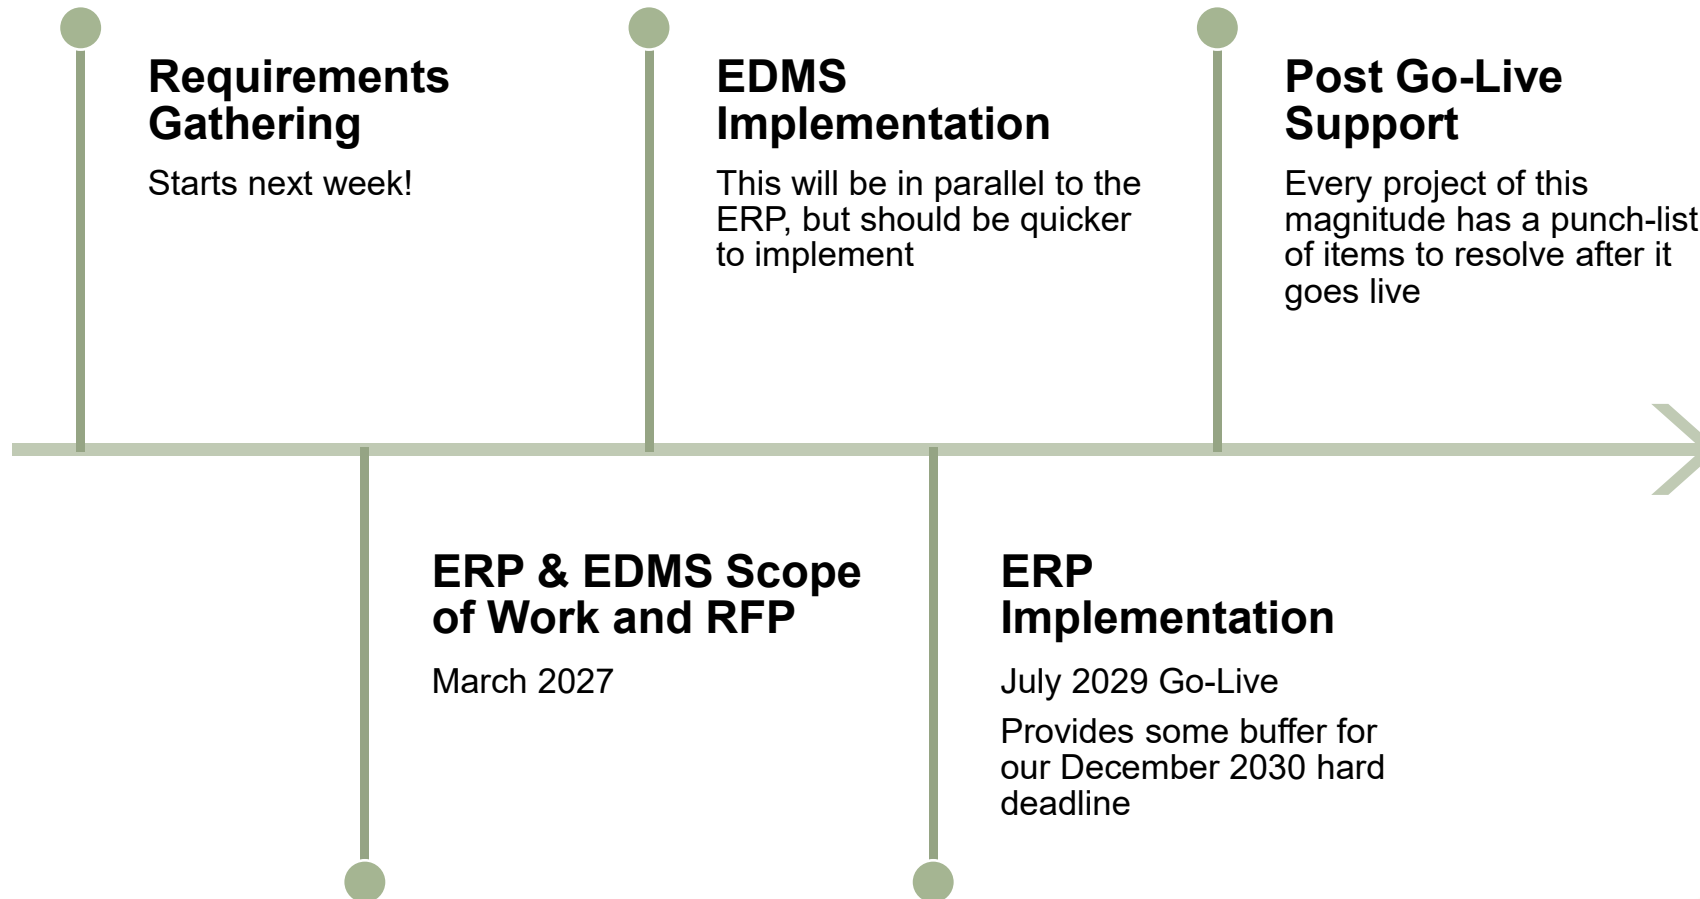 Requirements
Gathering
Starts next week!
ERP & EDMS Scope
of Work and RFP
March 2027
EDMS
Implementation
This will be in parallel to the
ERP, but should be quicker
to implement
ERP
Implementation
July 2029 Go-Live
Provides some buffer for
our December 2030 hard
deadline
Post Go-Live
Support
Every project of this
magnitude has a punch-list
of items to resolve after it
goes live